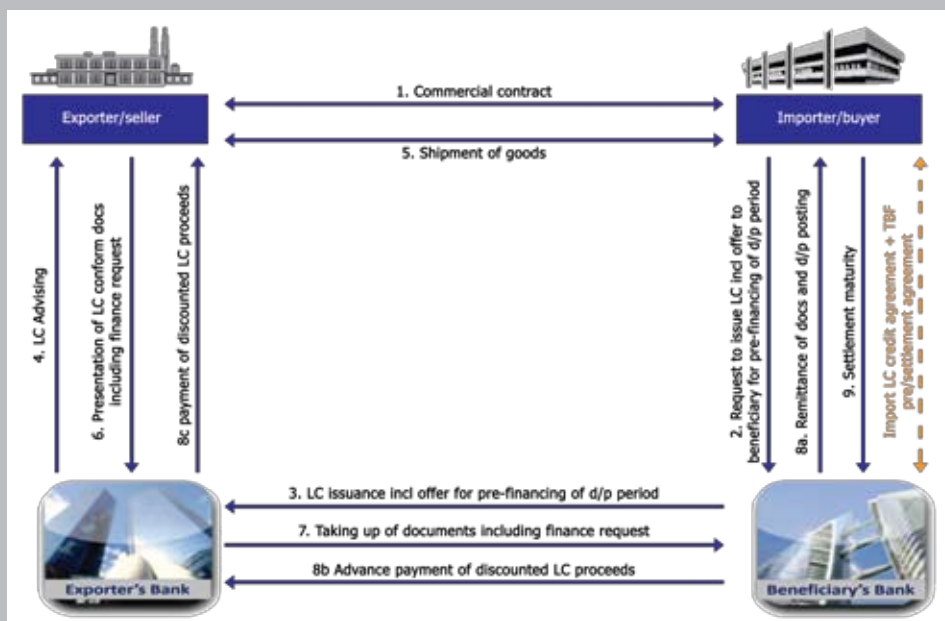 1. Commercial contract
Exporter/seller
Importer/buyer
5. Shipment of goods
4. LC Advising
6. Presentation of LC conform docs
including finance request
8c payment of discounted LC proceeds
2. Request to issue LC incl offer to
beneficiary for pre-financing of d/p period
8a. Remittance of docs and d/p posting
9. Settlement maturity
Import LC credit agreement + TBF
pre/settlement agreement
3. LC issuance incl offer for pre-financing of d/p period
7. Taking up of documents including finance request
8b Advance payment of discounted LC proceeds
Exporter's Bank
Beneficiary's Bank